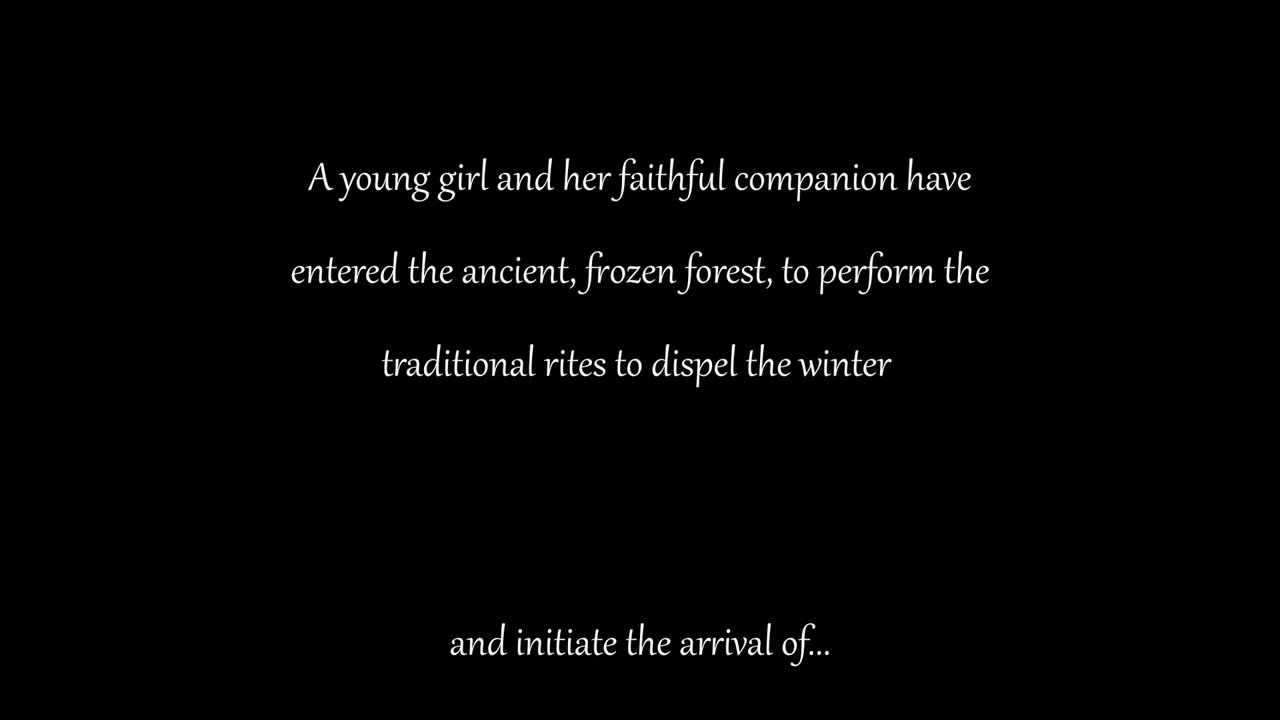 A young girl and her faithful companion have
entered the ancient, frozen forest, to perform the
traditional rites to dispel the winter
and initiate the arrival of...